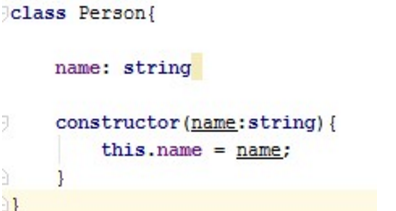 class Person{
name: string
constructor(name:string){
this.name = name;
}
}